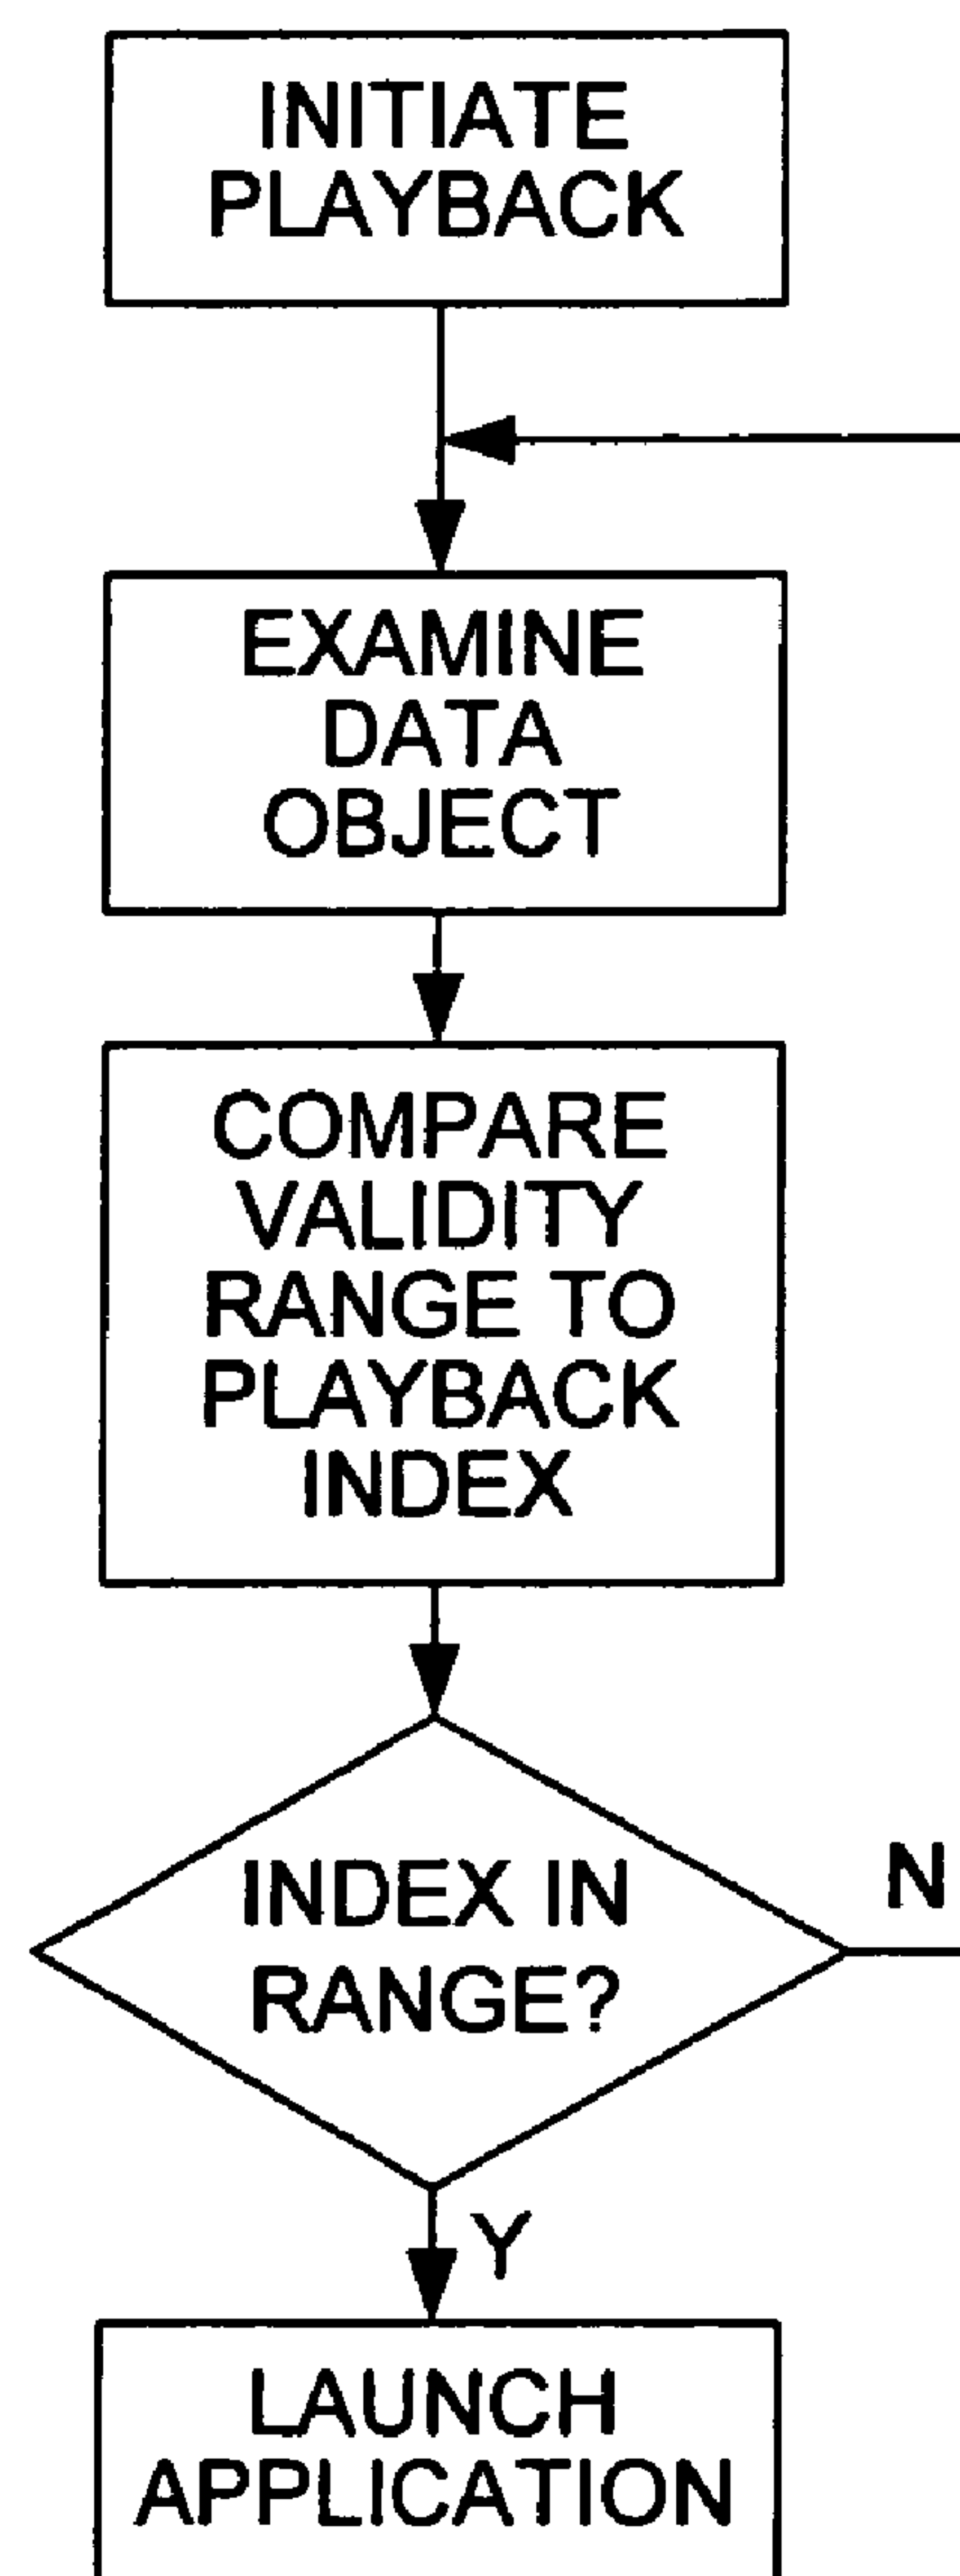 INITIATE
PLAYBACK
EXAMINE
DATA
OBJECT
COMPARE
VALIDITY
RANGE TO
PLAYBACK
INDEX
INDEX IN
RANGE?
N
Y
LAUNCH
APPLICATION